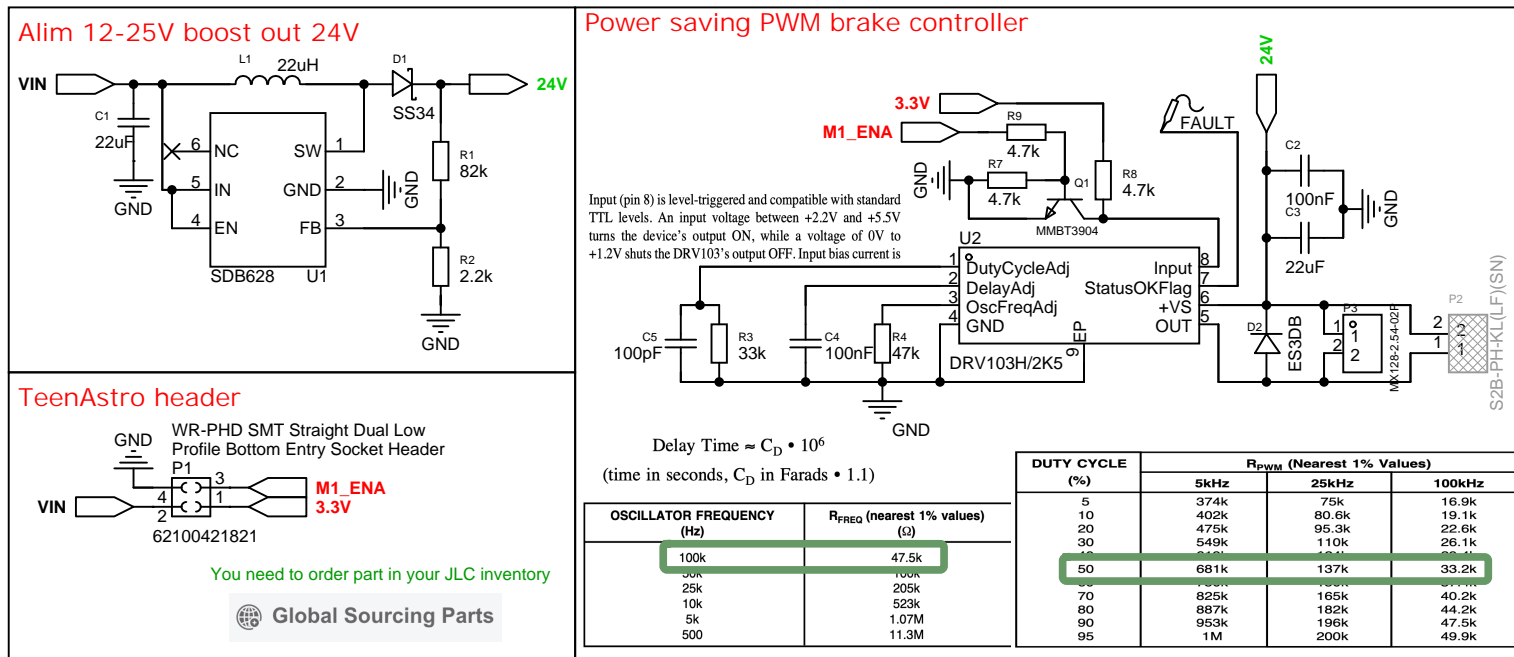 Alim 12-25V boost out 24V
VIN
L1
22uH
D1
SS34
24V
C1
22uF
GND
6 NC
5 IN
4 EN
SW 1
GND 2
FB 3
SDB628
U1
GND
R1
82k
R2
2.2k
GND
TeenAstro header
WR-PHD SMT Straight Dual Low
Profile Bottom Entry Socket Header
GND
P1
3
M1_ENA
VIN
4
1
3.3V
2
62100421821
You need to order part in your JLC inventory
Global Sourcing Parts
Power saving PWM brake controller
24V
3.3V
M1_ENA
R9
4.7k
FAULT
GND
R7
4.7k
Q1
R8
4.7k
MMBT3904
C2
100nF
C3
22uF
GND
Input (pin 8) is level-triggered and compatible with standard
TTL levels. An input voltage between +2.2V and +5.5V
turns the device's output ON, while a voltage of 0V to
+1.2V shuts the DRV103's output OFF. Input bias current is
U2
1 DutyCycleAdj
2 DelayAdj
3 OscFreqAdj
4 GND
Input 8
StatusOKFlag 7
+VS 6
OUT 5
9 EP
DRV103H/2K5
C5
100pF
R3
33k
C4
100nF
R4
47k
GND
D2
ES3DB
P3
1 1
2 2
MX128-2.54-02P
P2
2 2
1 1
S2B-PH-KL(LF)(SN)
Delay Time ≈ C_D • 10⁶
(time in seconds, C_D in Farads • 1.1)
OSCILLATOR FREQUENCY (Hz) R_FREQ (nearest 1% values) (Ω)
100k 47.5k
50k 100k
25k 205k
10k 523k
5k 1.07M
500 11.3M
DUTY CYCLE (%) R_PWM (Nearest 1% Values)
5kHz 25kHz 100kHz
5 374k 75k 16.9k
10 402k 80.6k 19.1k
20 475k 95.3k 22.6k
30 549k 110k 26.1k
50 681k 137k 33.2k
70 825k 165k 40.2k
80 887k 182k 44.2k
90 953k 196k 47.5k
95 1M 200k 49.9k